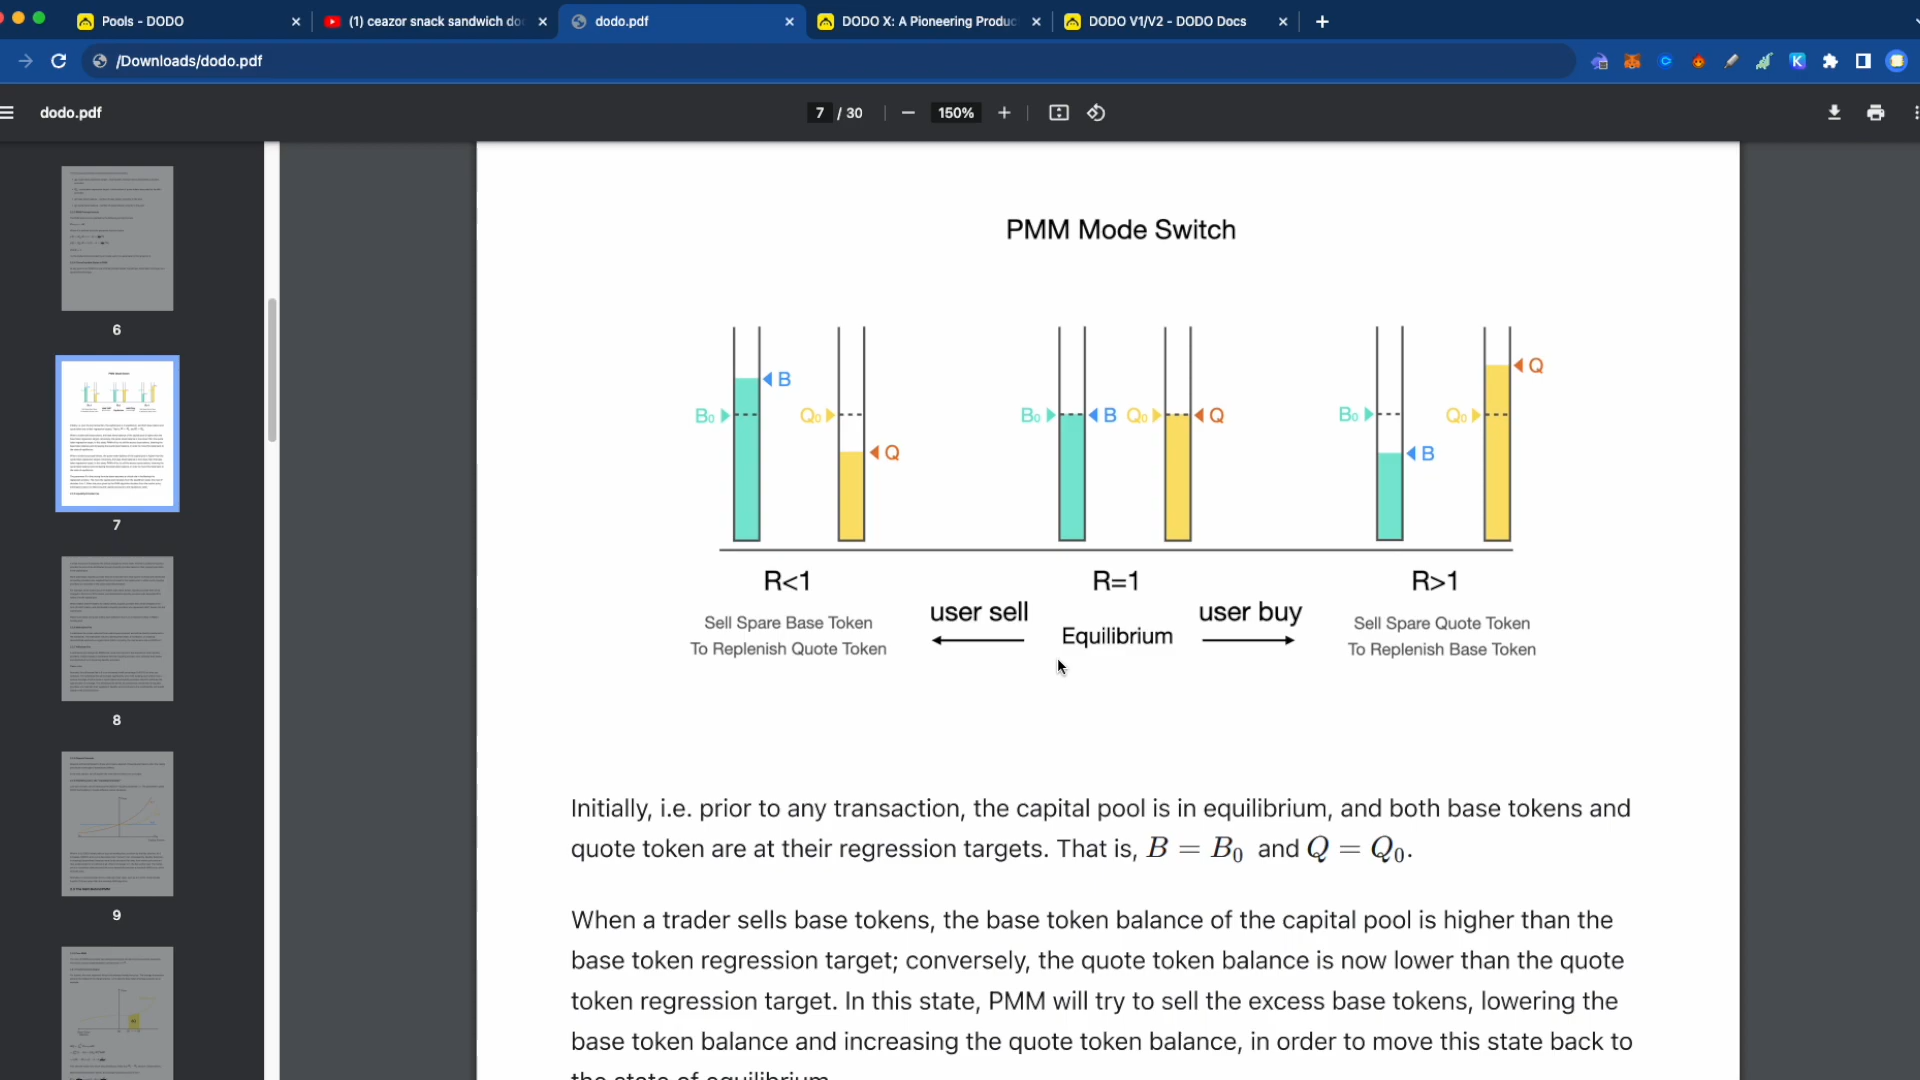 Pools - DODO
(1) ceazor snack sandwich do
dodo.pdf
DODO X: A Pioneering Produc
DODO V1/V2 - DODO Docs
/Downloads/dodo.pdf
dodo.pdf
7 / 30
150%
6
7
8
9
PMM Mode Switch
B₀ B Q₀ Q
B₀ B Q₀ Q
B₀ B Q₀ Q
R<1
R=1
R>1
Sell Spare Base Token
To Replenish Quote Token
user sell
Equilibrium
user buy
Sell Spare Quote Token
To Replenish Base Token
Initially, i.e. prior to any transaction, the capital pool is in equilibrium, and both base tokens and
quote token are at their regression targets. That is, B = B₀ and Q = Q₀.
When a trader sells base tokens, the base token balance of the capital pool is higher than the
base token regression target; conversely, the quote token balance is now lower than the quote
token regression target. In this state, PMM will try to sell the excess base tokens, lowering the
base token balance and increasing the quote token balance, in order to move this state back to
the state of equilibrium.